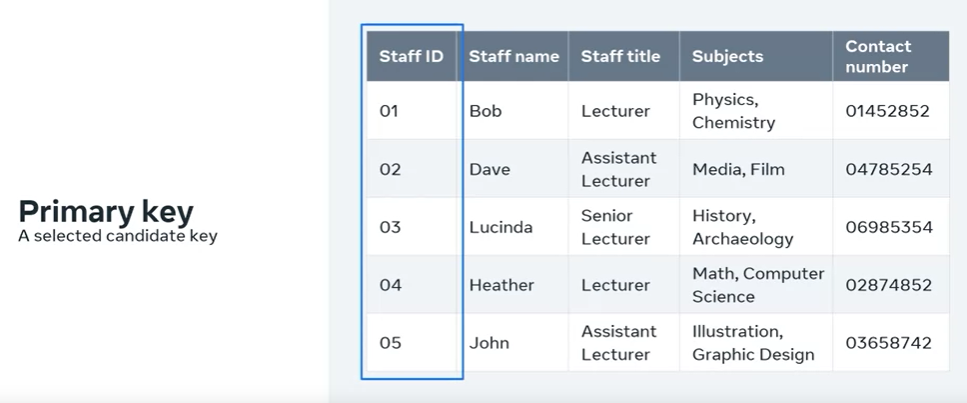 Primary key
A selected candidate key
Staff ID Staff name Staff title Subjects Contact number
01 Bob Lecturer Physics, Chemistry 01452852
02 Dave Assistant Lecturer Media, Film 04785254
03 Lucinda Senior Lecturer History, Archaeology 06985354
04 Heather Lecturer Math, Computer Science 02874852
05 John Assistant Lecturer Illustration, Graphic Design 03658742